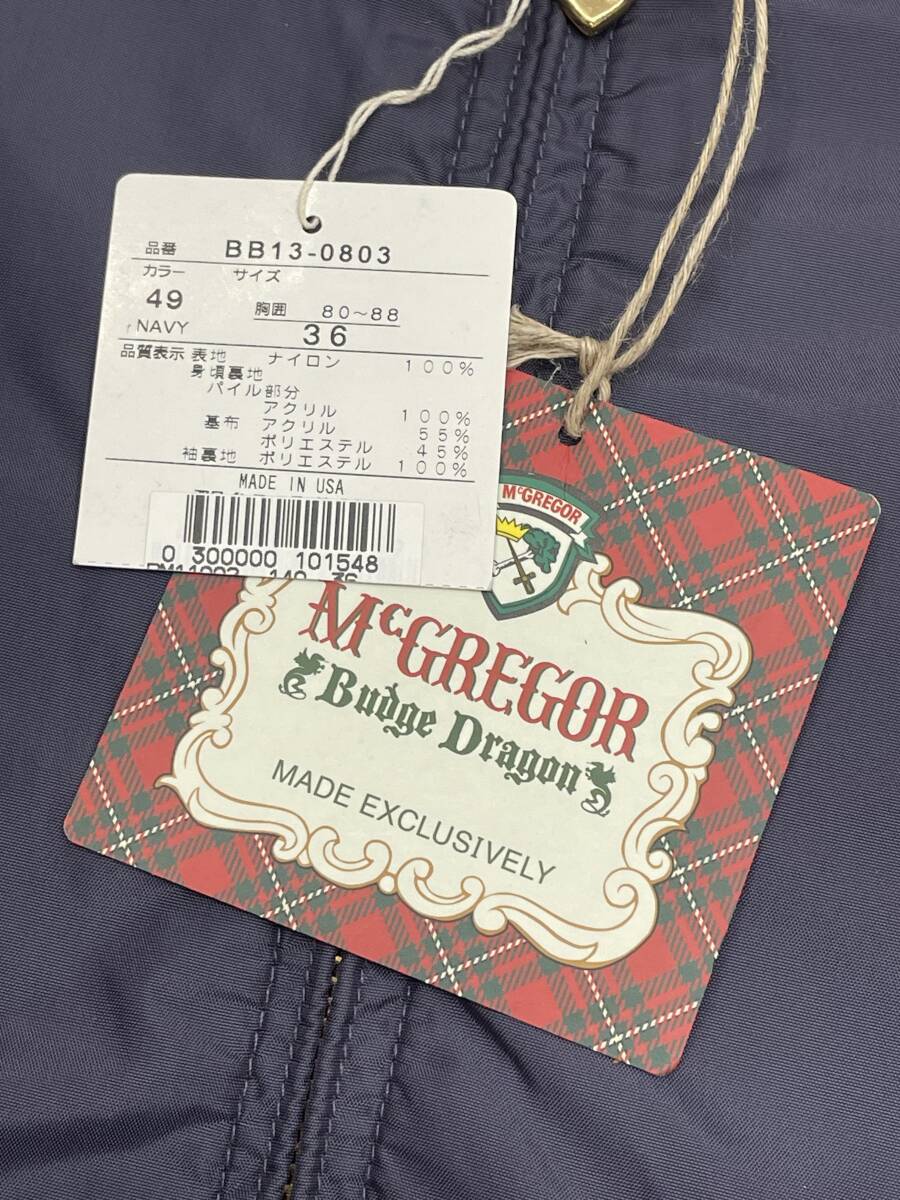 品番 BB13-0803
カラー サイズ
49 胸囲 80～88
NAVY 36
品質表示 表地 ナイロン 100%
身頃裏地
パイル部分
アクリル 100%
基布 アクリル 55%
ポリエステル 45%
袖裏地 ポリエステル 100%
MADE IN USA
0 300000 101548
McGREGOR
McGREGOR
Budge Dragon
MADE EXCLUSIVELY